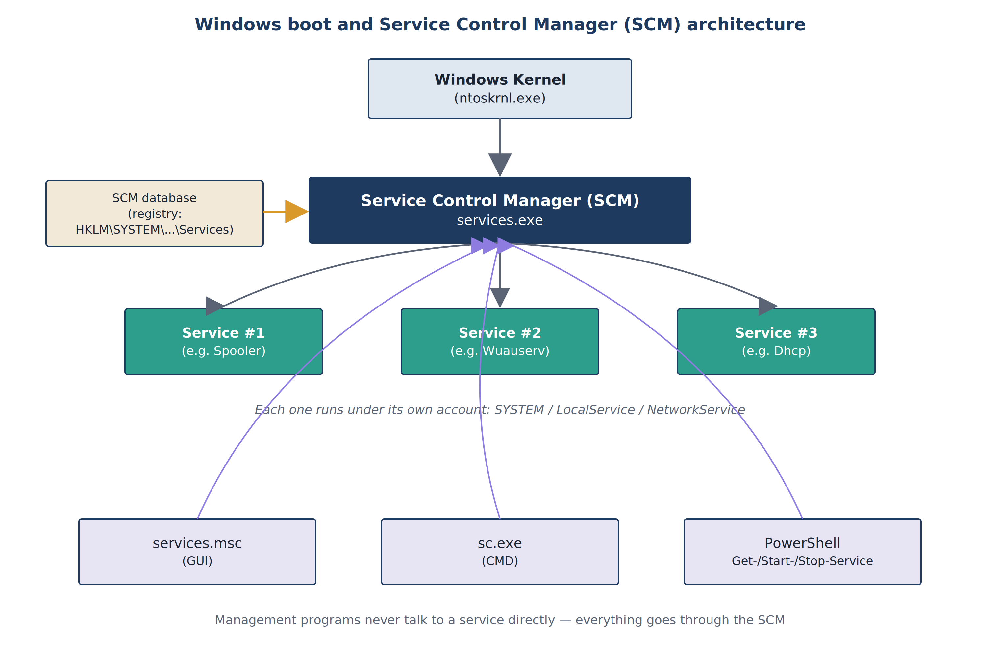 Windows boot and Service Control Manager (SCM) architecture
Windows Kernel
(ntoskrnl.exe)
SCM database
(registry:
HKLM\SYSTEM\...\Services)
Service Control Manager (SCM)
services.exe
Service #1
(e.g. Spooler)
Service #2
(e.g. Wuauserv)
Service #3
(e.g. Dhcp)
Each one runs under its own account: SYSTEM / LocalService / NetworkService
services.msc
(GUI)
sc.exe
(CMD)
PowerShell
Get-/Start-/Stop-Service
Management programs never talk to a service directly — everything goes through the SCM